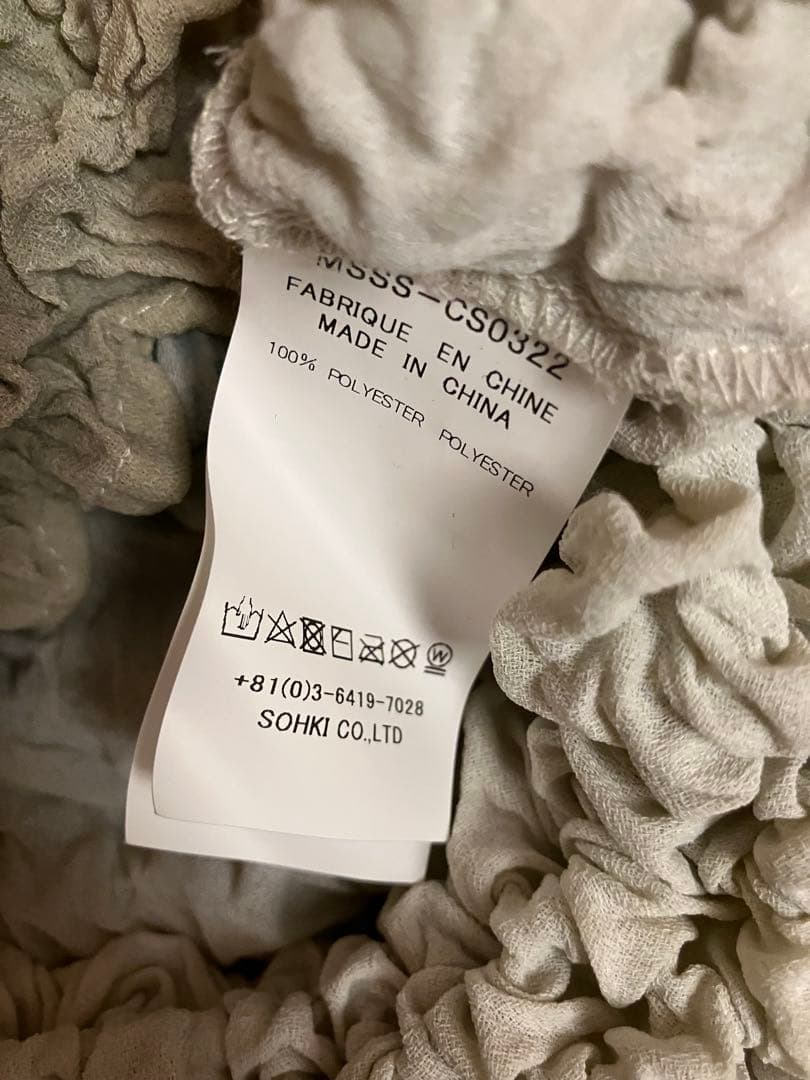 MSSS-CS0322
FABRIQUE EN CHINE
MADE IN CHINA
100% POLYESTER POLYESTER
W
+81(0)3-6419-7028
SOHKI CO.,LTD